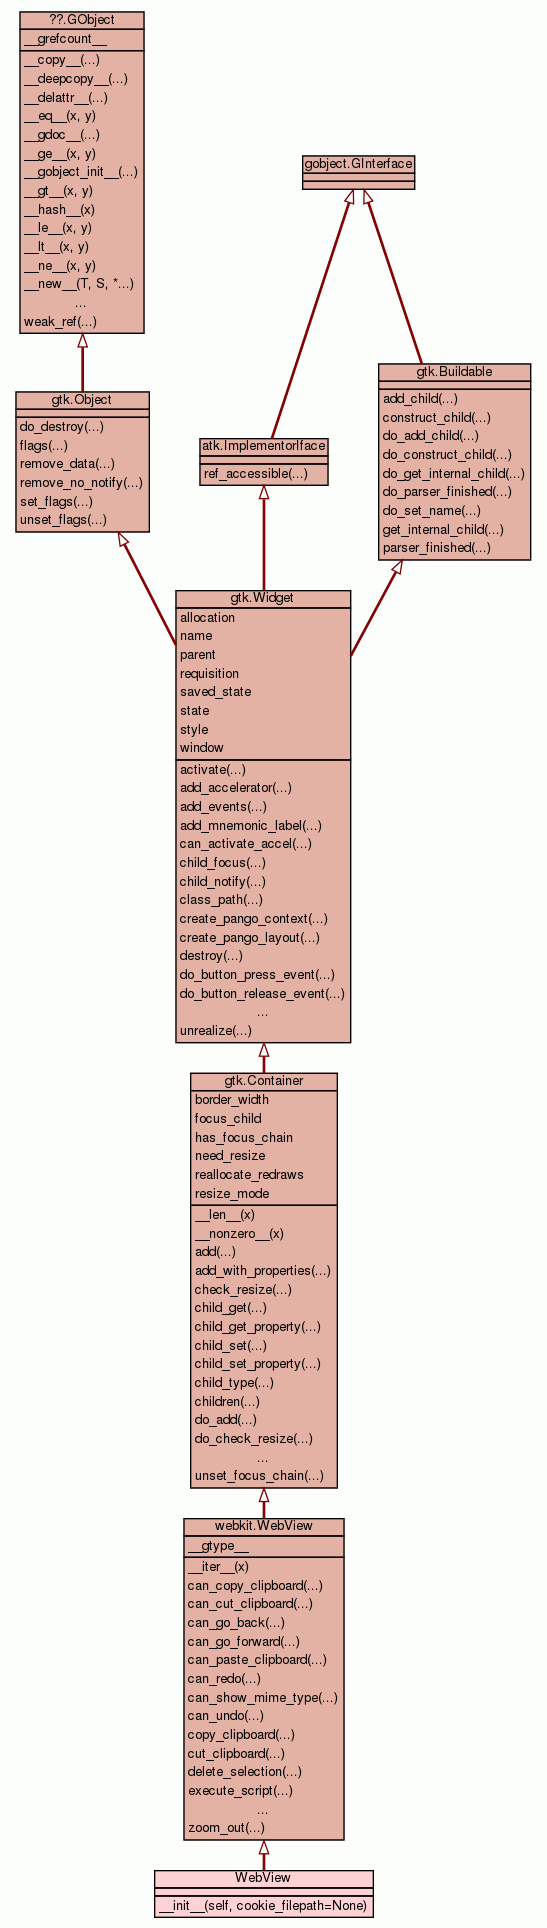 ??.GObject
__grefcount__
__copy__(...)
__deepcopy__(...)
__delattr__(...)
__eq__(x, y)
__gdoc__(...)
__ge__(x, y)
__gobject_init__(...)
__gt__(x, y)
__hash__(x)
__le__(x, y)
__lt__(x, y)
__ne__(x, y)
__new__(T, S, *...)
...
weak_ref(...)
gobject.GInterface
gtk.Object
do_destroy(...)
flags(...)
remove_data(...)
remove_no_notify(...)
set_flags(...)
unset_flags(...)
atk.ImplementorIface
ref_accessible(...)
gtk.Buildable
add_child(...)
construct_child(...)
do_add_child(...)
do_construct_child(...)
do_get_internal_child(...)
do_parser_finished(...)
do_set_name(...)
get_internal_child(...)
parser_finished(...)
gtk.Widget
allocation
name
parent
requisition
saved_state
state
style
window
activate(...)
add_accelerator(...)
add_events(...)
add_mnemonic_label(...)
can_activate_accel(...)
child_focus(...)
child_notify(...)
class_path(...)
create_pango_context(...)
create_pango_layout(...)
destroy(...)
do_button_press_event(...)
do_button_release_event(...)
...
unrealize(...)
gtk.Container
border_width
focus_child
has_focus_chain
need_resize
reallocate_redraws
resize_mode
__len__(x)
__nonzero__(x)
add(...)
add_with_properties(...)
check_resize(...)
child_get(...)
child_get_property(...)
child_set(...)
child_set_property(...)
child_type(...)
children(...)
do_add(...)
do_check_resize(...)
...
unset_focus_chain(...)
webkit.WebView
__gtype__
__iter__(x)
can_copy_clipboard(...)
can_cut_clipboard(...)
can_go_back(...)
can_go_forward(...)
can_paste_clipboard(...)
can_redo(...)
can_show_mime_type(...)
can_undo(...)
copy_clipboard(...)
cut_clipboard(...)
delete_selection(...)
execute_script(...)
...
zoom_out(...)
WebView
__init__(self, cookie_filepath=None)